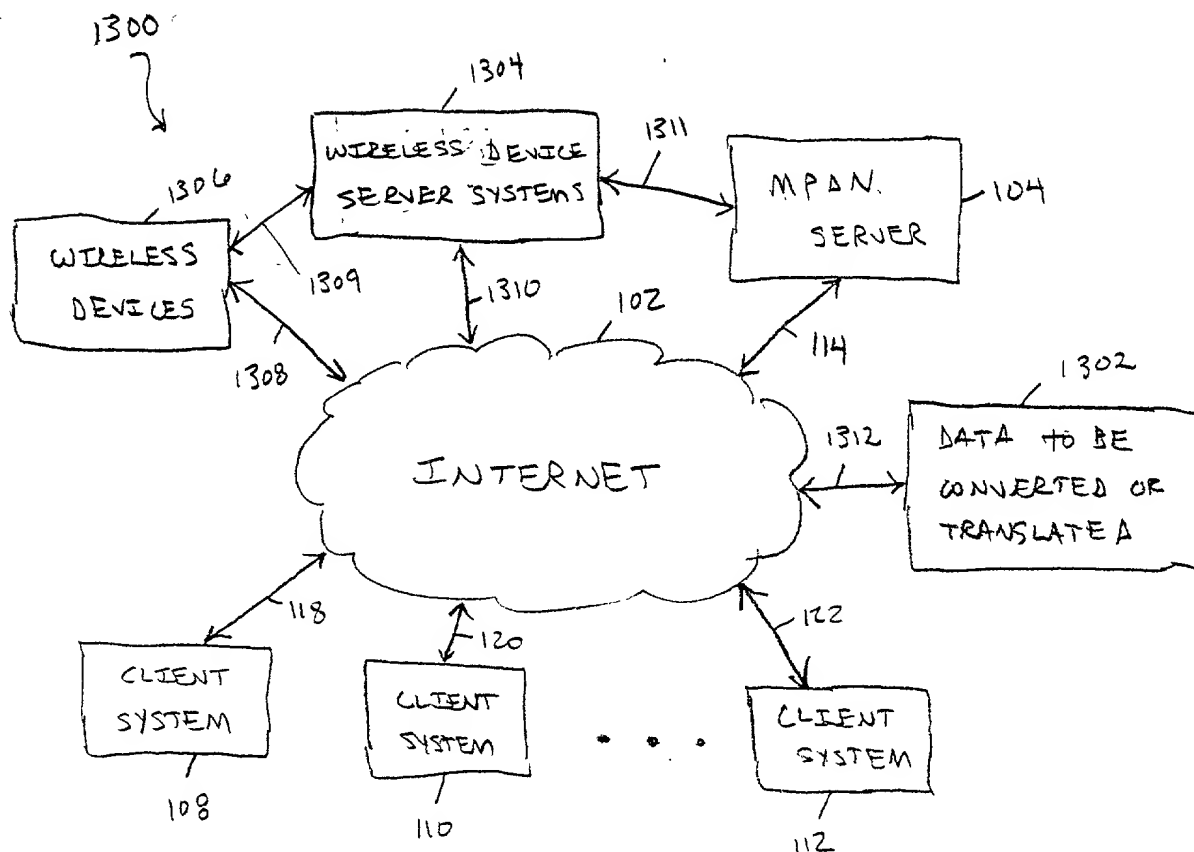 1300
1304
WIRELESS DEVICE
SERVER SYSTEMS
1311
MPDN.
SERVER
104
1306
WIRELESS
DEVICES
1309
1310
102
114
1308
1302
INTERNET
1312
DATA TO BE
CONVERTED OR
TRANSLATED
118
120
122
CLIENT
SYSTEM
CLIENT
SYSTEM
CLIENT
SYSTEM
108
110
112